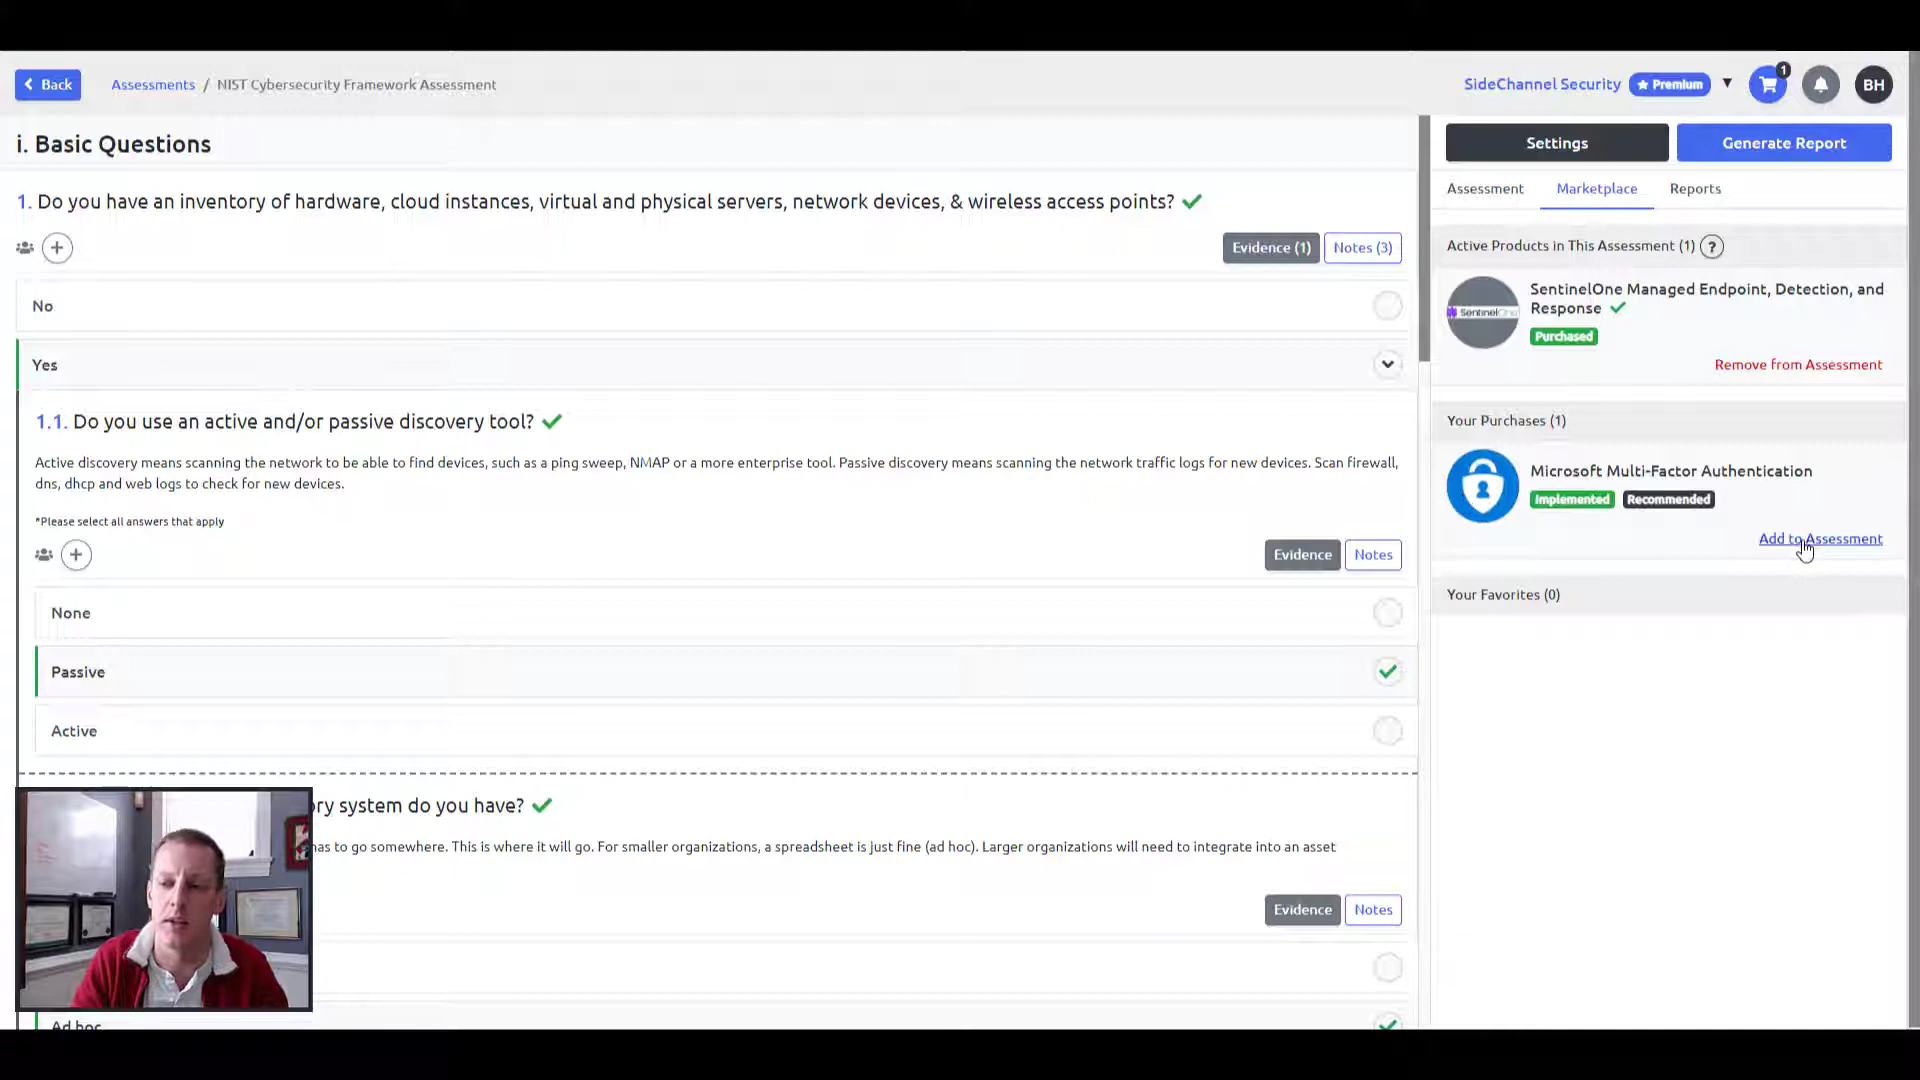 Back
Assessments / NIST Cybersecurity Framework Assessment
SideChannel Security
Premium
1
BH
i. Basic Questions
1. Do you have an inventory of hardware, cloud instances, virtual and physical servers, network devices, & wireless access points?
Evidence (1)
Notes (3)
No
Yes
1.1. Do you use an active and/or passive discovery tool?
Active discovery means scanning the network to be able to find devices, such as a ping sweep, NMAP or a more enterprise tool. Passive discovery means scanning the network traffic logs for new devices. Scan firewall,
dns, dhcp and web logs to check for new devices.
*Please select all answers that apply
Evidence
Notes
None
Passive
Active
ry system do you have?
has to go somewhere. This is where it will go. For smaller organizations, a spreadsheet is just fine (ad hoc). Larger organizations will need to integrate into an asset
Evidence
Notes
Ad hoc
Settings
Generate Report
Assessment
Marketplace
Reports
Active Products in This Assessment (1)
?
SentinelOne
SentinelOne Managed Endpoint, Detection, and
Response
Purchased
Remove from Assessment
Your Purchases (1)
Microsoft Multi-Factor Authentication
Implemented
Recommended
Add to Assessment
Your Favorites (0)